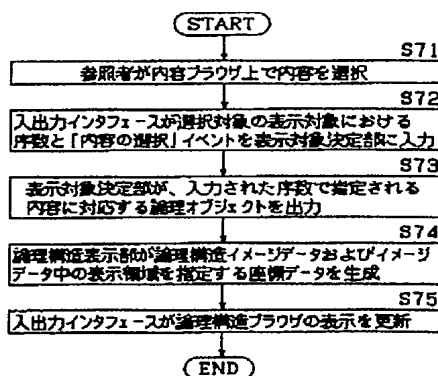 START
S71
参照者が内容ブラウザ上で内容を選択
S72
入出力インタフェースが選択対象の表示対象における
序数と「内容の選択」イベントを表示対象決定部に入力
S73
表示対象決定部が、入力された序数で指定される
内容に対応する論理オブジェクトを出力
S74
論理構造表示部が論理構造イメージデータおよびイメージ
データ中の表示領域を指定する座標データを生成
S75
入出力インタフェースが論理構造ブラウザの表示を更新
END